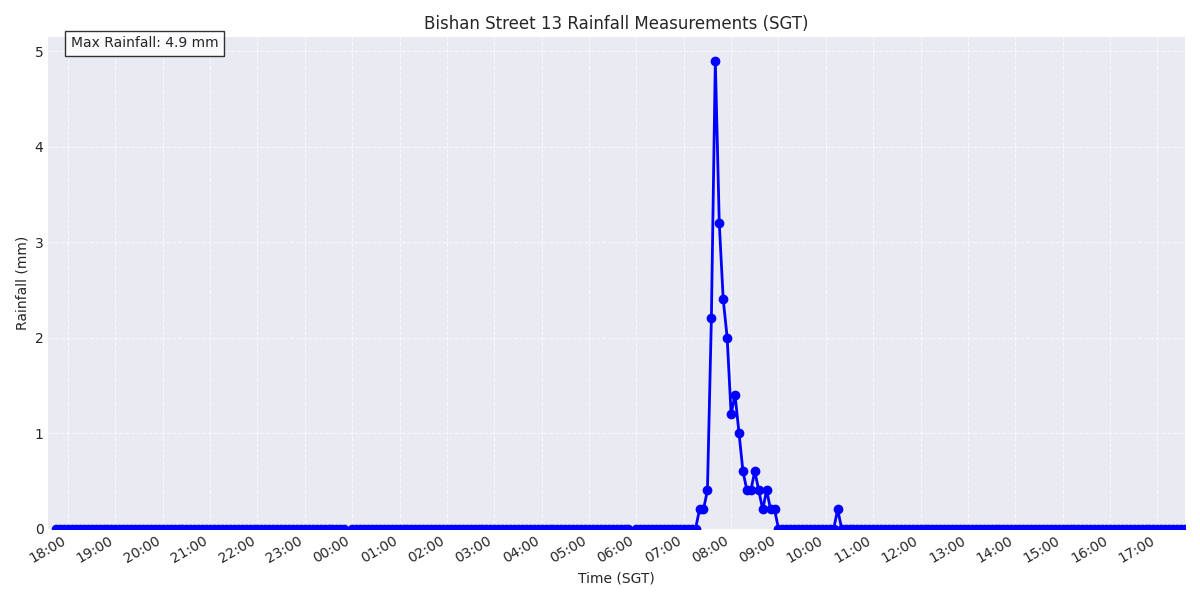 Bishan Street 13 Rainfall Measurements (SGT)
Max Rainfall: 4.9 mm
Rainfall (mm)
5
4
3
2
1
0
18:00 19:00 20:00 21:00 22:00 23:00 00:00 01:00 02:00 03:00 04:00 05:00 06:00 07:00 08:00 09:00 10:00 11:00 12:00 13:00 14:00 15:00 16:00 17:00
Time (SGT)